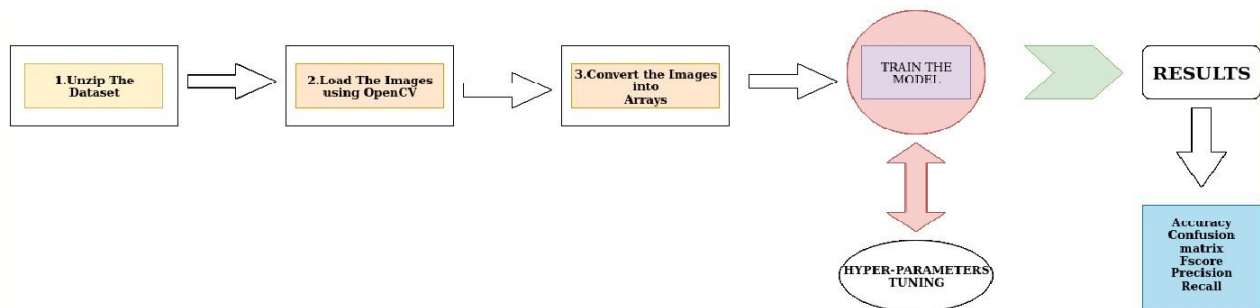 1.Unzip The
Dataset
2.Load The Images
using OpenCV
3.Convert the Images
into
Arrays
TRAIN THE
MODEL
RESULTS
HYPER-PARAMETERS
TUNING
Accuracy
Confusion
matrix
Fscore
Precision
Recall